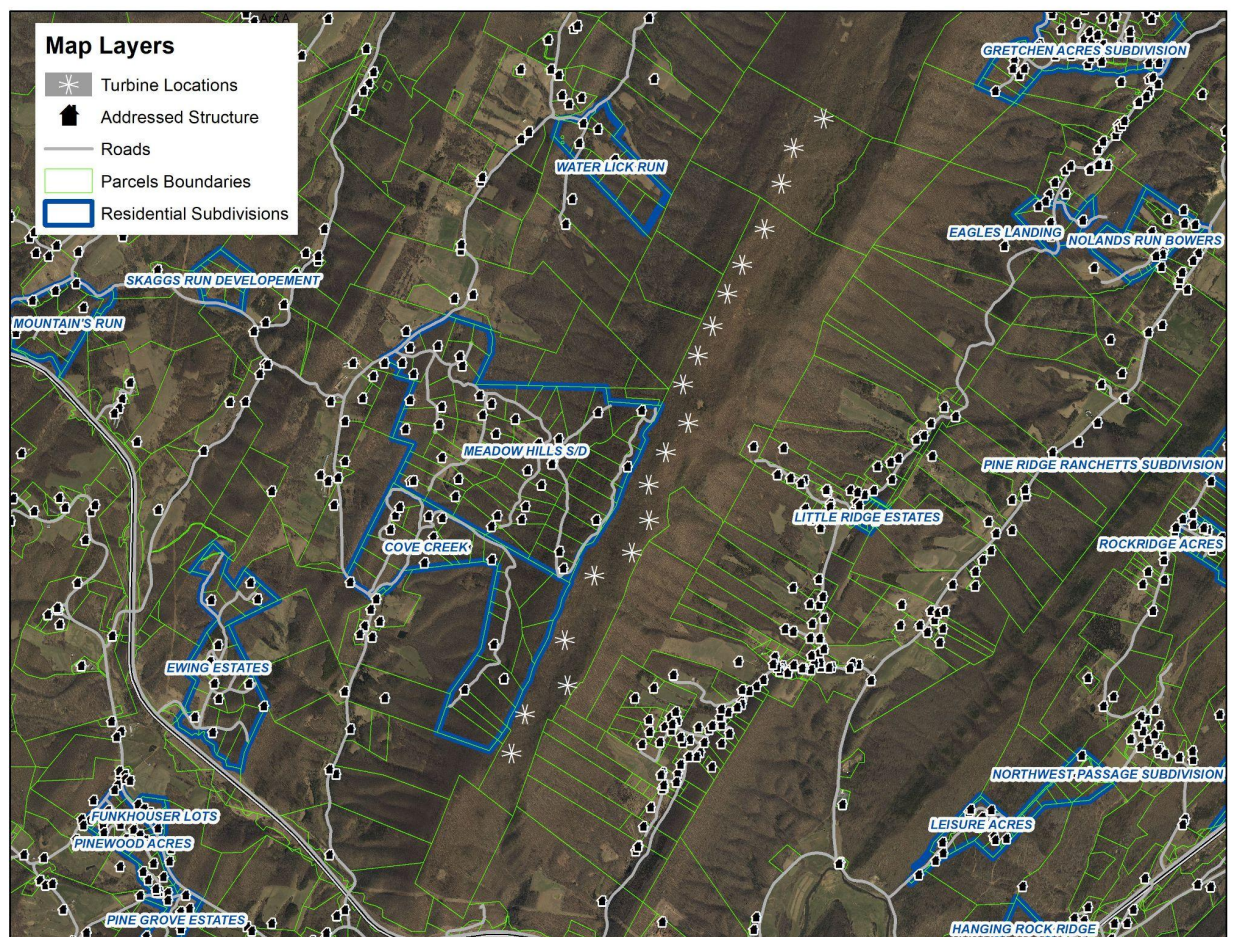 Map Layers
Turbine Locations
Addressed Structure
Roads
Parcels Boundaries
Residential Subdivisions
GRETCHEN ACRES SUBDIVISION
WATER LICK RUN
EAGLES LANDING
NOLANDS RUN BOWERS
SKAGGS RUN DEVELOPEMENT
MOUNTAIN'S RUN
MEADOW HILLS S/D
PINE RIDGE RANCHETTS SUBDIVISION
LITTLE RIDGE ESTATES
ROCKRIDGE ACRES
COVE CREEK
EWING ESTATES
NORTHWEST PASSAGE SUBDIVISION
FUNKHOUSER LOTS
LEISURE ACRES
PINEWOOD ACRES
PINE GROVE ESTATES
HANGING ROCK RIDGE